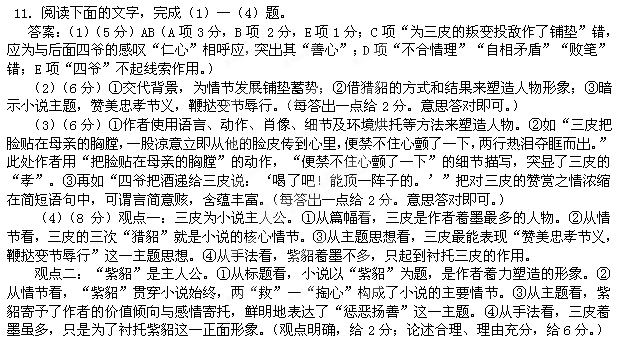 11. 阅读下面的文字，完成（1）—（4）题。
答案：（1）（5分）AB（A项3分，B项 2分，E项1分；C项“为三皮的叛变投敌作了铺垫”错，
应为与后面四爷的感叹“仁心”相呼应，突出其“善心”；D项“不合情理”“自相矛盾”“败笔”
错；E项“四爷”不起线索作用。）
（2）（6分）①交代背景，为情节发展铺垫蓄势；②借猎貂的方式和结果来塑造人物形象；③暗
示小说主题，赞美忠孝节义，鞭挞变节辱行。（每答出一点给2分。意思答对即可。）
（3）（6分）①作者使用语言、动作、肖像、细节及环境烘托等方法来塑造人物。②如“三皮把
脸贴在母亲的胸膛，一股凉意立即从他的脸皮传到心里，便禁不住心颤了一下，两行热泪夺眶而出。”
此处作者用“把脸贴在母亲的胸膛”的动作，“便禁不住心颤了一下”的细节描写，突显了三皮的
“孝”。③再如“四爷把酒递给三皮说：‘喝了吧！能顶一阵子的。’”把对三皮的赞赏之情浓缩
在简短语句中，可谓言简意赅，含蕴丰富。（每答出一点给2分。意思答对即可。）
（4）（8分）观点一：三皮为小说主人公。①从篇幅看，三皮是作者着墨最多的人物。②从情
节看，三皮的三次“猎貂”就是小说的核心情节。③从主题思想看，三皮最能表现“赞美忠孝节义，
鞭挞变节辱行”这一主题思想。④从手法看，紫貂着墨不多，只起到衬托三皮的作用。
观点二：“紫貂”是主人公。①从标题看，小说以“紫貂”为题，是作者着力塑造的形象。②
从情节看，“紫貂”贯穿小说始终，两“救”一“掏心”构成了小说的主要情节。③从主题看，紫
貂寄予了作者的价值倾向与感情寄托，鲜明地表达了“惩恶扬善”这一主题。④从手法看，三皮着
墨虽多，只是为了衬托紫貂这一正面形象。（观点明确，给2分；论述合理、理由充分，给6分。）